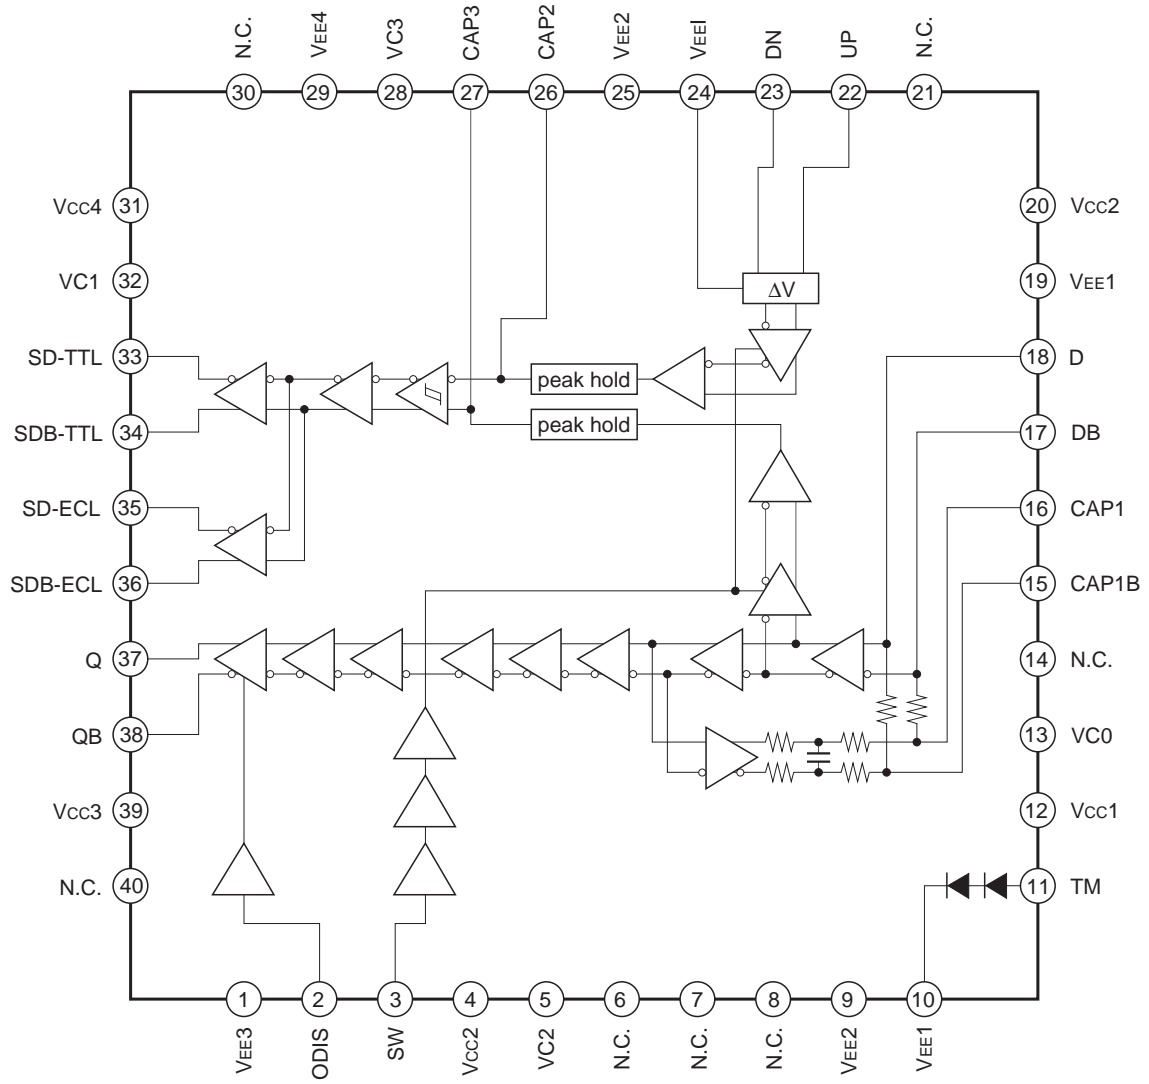 N.C.
VEE4
VC3
CAP3
CAP2
VEE2
VEEI
DN
UP
N.C.
30
29
28
27
26
25
24
23
22
21
VCC4
31
20
VCC2
VC1
32
19
VEE1
ΔV
SD-TTL
33
18
D
peak hold
SDB-TTL
34
peak hold
17
DB
SD-ECL
35
16
CAP1
SDB-ECL
36
15
CAP1B
Q
37
14
N.C.
QB
38
13
VC0
VCC3
39
12
VCC1
N.C.
40
11
TM
1
2
3
4
5
6
7
8
9
10
VEE3
ODIS
SW
VCC2
VC2
N.C.
N.C.
N.C.
VEE2
VEE1